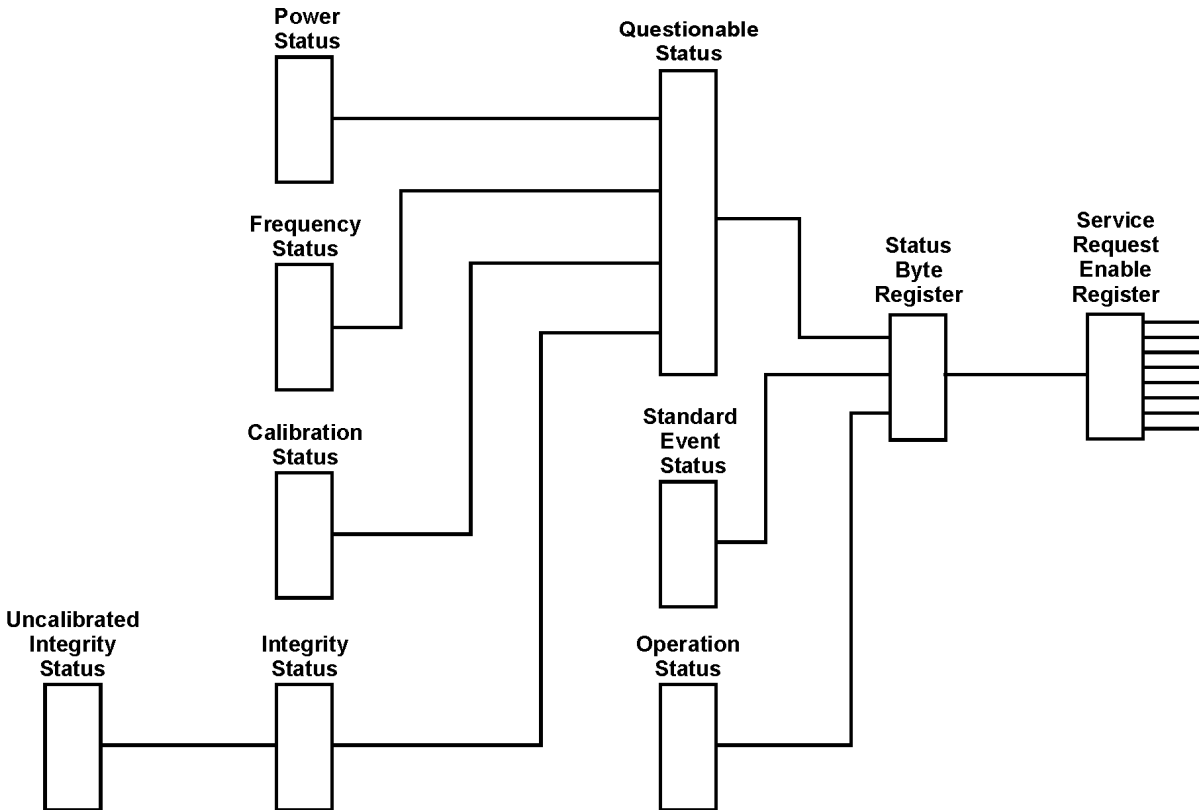 Power
Status
Questionable
Status
Frequency
Status
Service
Request
Enable
Register
Status
Byte
Register
Calibration
Status
Standard
Event
Status
Uncalibrated
Integrity
Status
Integrity
Status
Operation
Status